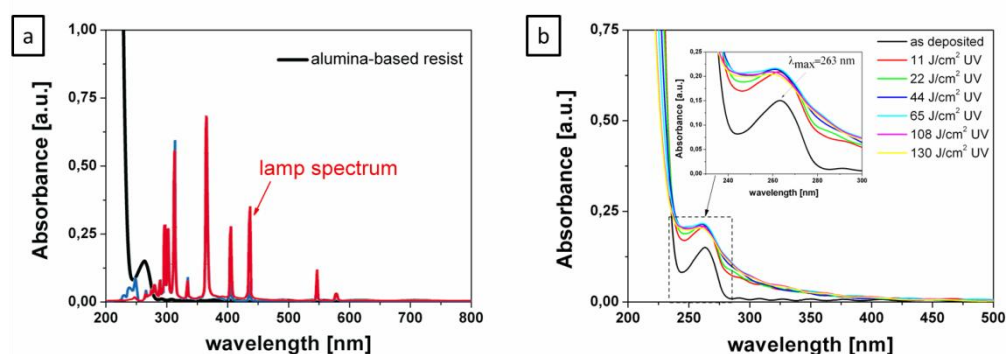 a
1,00
0,75
0,50
0,25
0,00
Absorbance [a.u.]
200 300 400 500 600 700 800
wavelength [nm]
alumina-based resist
lamp spectrum
b
0,75
0,50
0,25
0,00
Absorbance [a.u.]
200 250 300 350 400 450 500
wavelength [nm]
0,25
0,20
0,15
0,10
0,05
0,00
Absorbance [a.u.]
240 260 280 300
wavelength [nm]
λmax=263 nm
as deposited
11 J/cm² UV
22 J/cm² UV
44 J/cm² UV
65 J/cm² UV
108 J/cm² UV
130 J/cm² UV